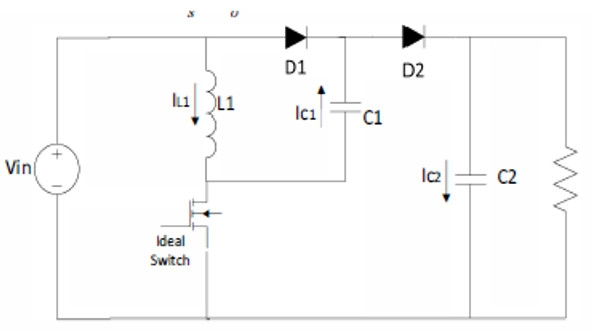 s o
D1
D2
IL1
L1
IC1
C1
Vin
+
−
IC2
C2
Ideal
Switch